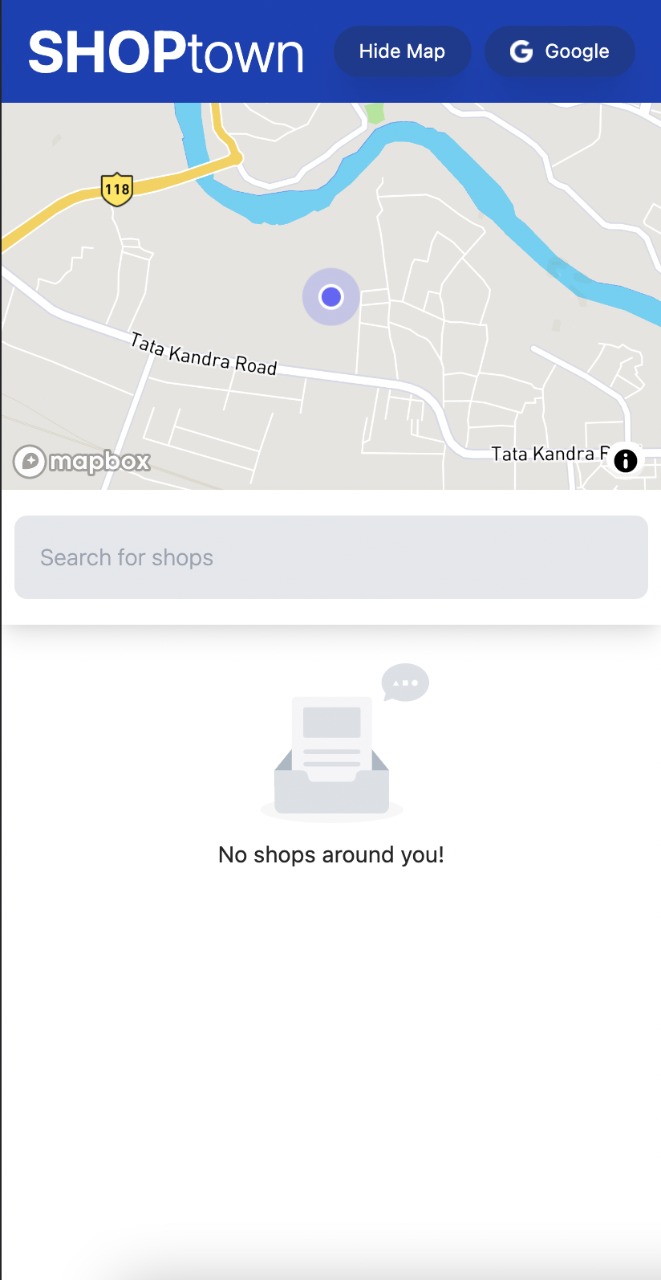 SHOPtown
Hide Map
Google
118
Tata Kandra Road
Tata Kandra R
mapbox
Search for shops
No shops around you!